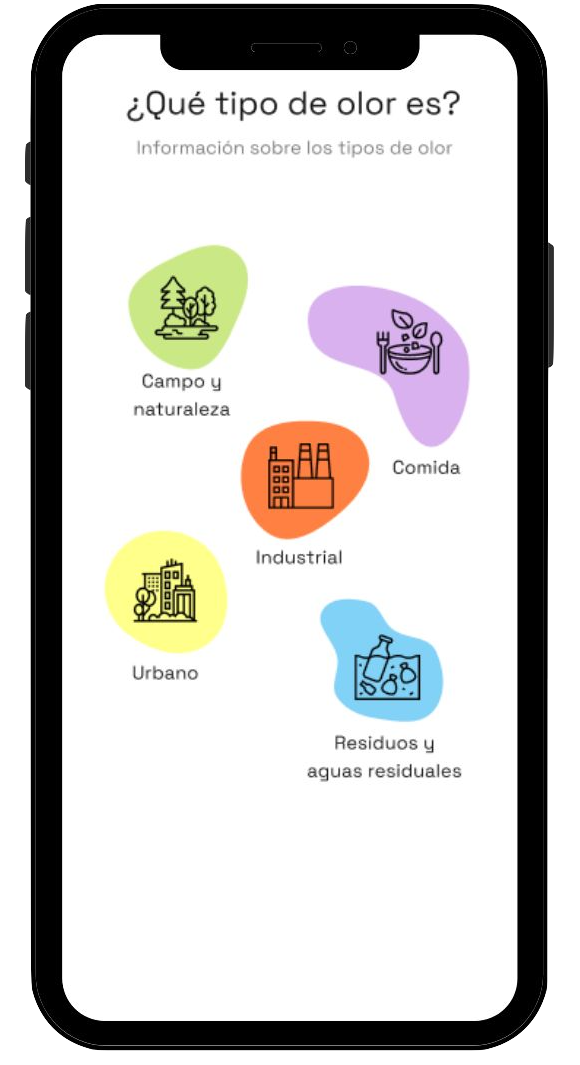 ¿Qué tipo de olor es?
Información sobre los tipos de olor
Campo y
naturaleza
Comida
Industrial
Urbano
Residuos y
aguas residuales